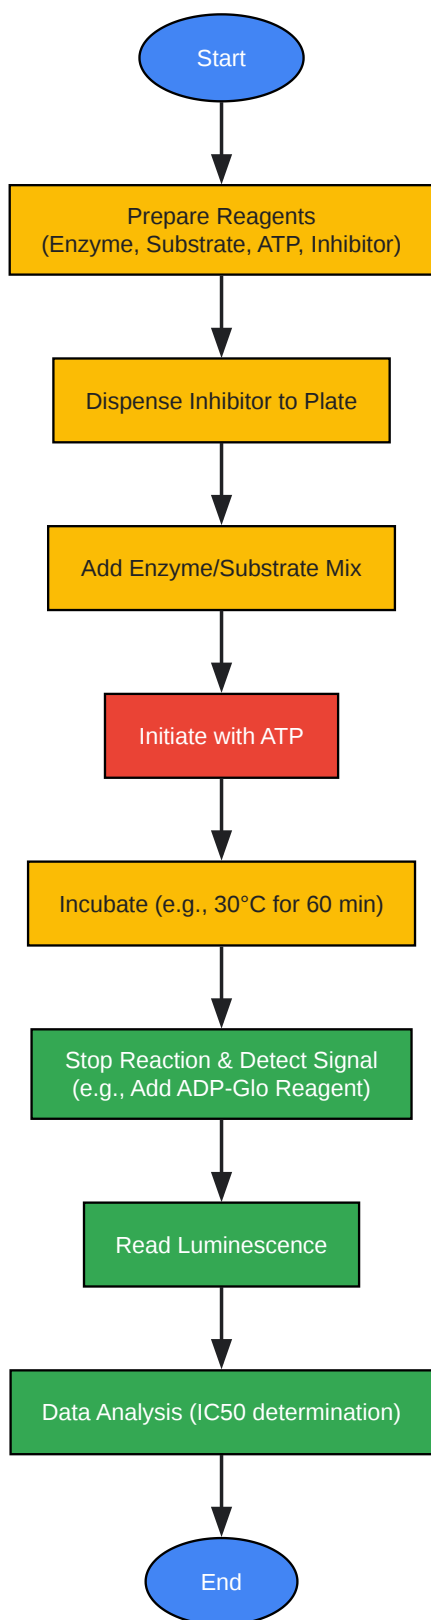 Start
Prepare Reagents
(Enzyme, Substrate, ATP, Inhibitor)
Dispense Inhibitor to Plate
Add Enzyme/Substrate Mix
Initiate with ATP
Incubate (e.g., 30°C for 60 min)
Stop Reaction & Detect Signal
(e.g., Add ADP-Glo Reagent)
Read Luminescence
Data Analysis (IC50 determination)
End